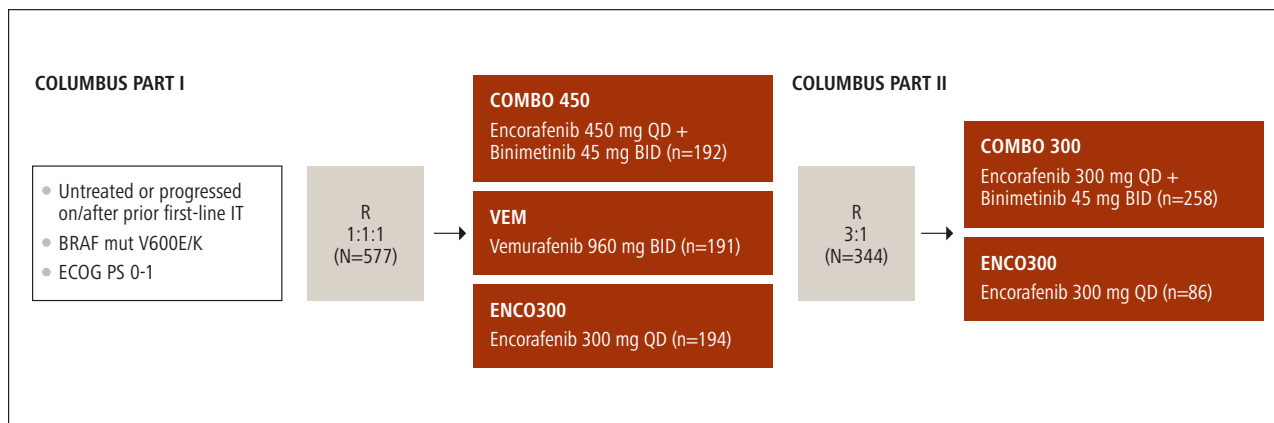 COLUMBUS PART I
Untreated or progressed
on/after prior first-line IT
BRAF mut V600E/K
ECOG PS 0-1
R
1:1:1
(N=577)
COMBO 450
Encorafenib 450 mg QD +
Binimetinib 45 mg BID (n=192)
VEM
Vemurafenib 960 mg BID (n=191)
ENCO300
Encorafenib 300 mg QD (n=194)
COLUMBUS PART II
R
3:1
(N=344)
COMBO 300
Encorafenib 300 mg QD +
Binimetinib 45 mg BID (n=258)
ENCO300
Encorafenib 300 mg QD (n=86)